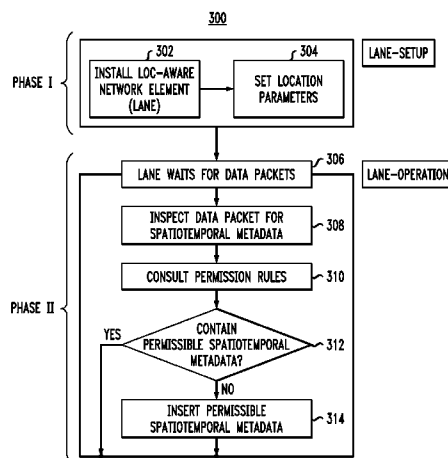 300
302
304
PHASE I
INSTALL LOC-AWARE
NETWORK ELEMENT
(LANE)
SET LOCATION
PARAMETERS
LANE-SETUP
306
LANE WAITS FOR DATA PACKETS
LANE-OPERATION
INSPECT DATA PACKET FOR
SPATIOTEMPORAL METADATA
308
CONSULT PERMISSION RULES
310
PHASE II
YES
CONTAIN
PERMISSIBLE SPATIOTEMPORAL
METADATA?
312
NO
INSERT PERMISSIBLE
SPATIOTEMPORAL METADATA
314